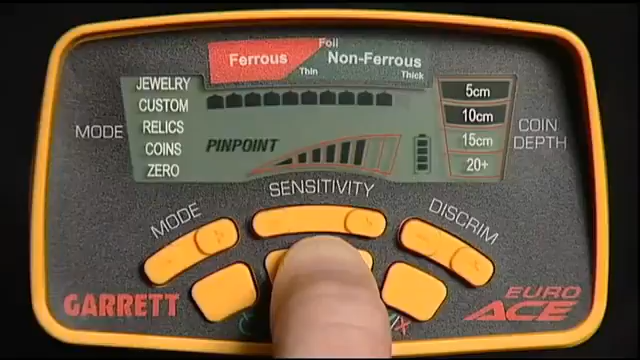 Ferrous
Foil
Thin
Non-Ferrous
Thick
JEWELRY
CUSTOM
RELICS
COINS
ZERO
MODE
PINPOINT
5cm
10cm
15cm
20+
COIN
DEPTH
SENSITIVITY
MODE
DISCRIM
- +
- +
- +
GARRETT
EURO
ACE